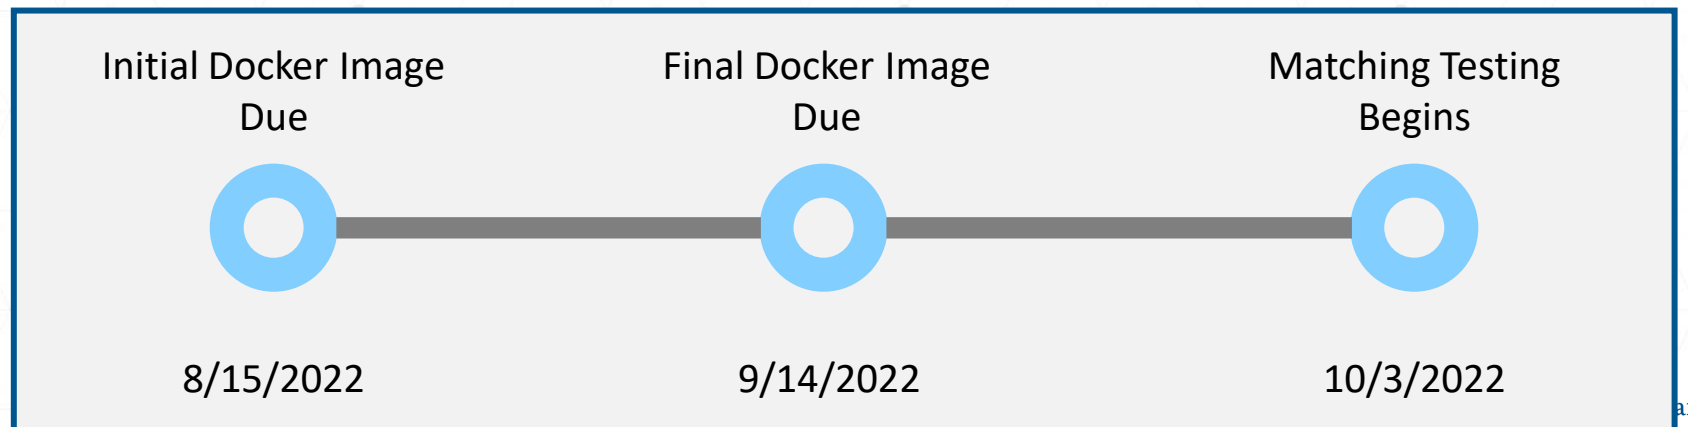 Initial Docker Image
Due
Final Docker Image
Due
Matching Testing
Begins
8/15/2022
9/14/2022
10/3/2022